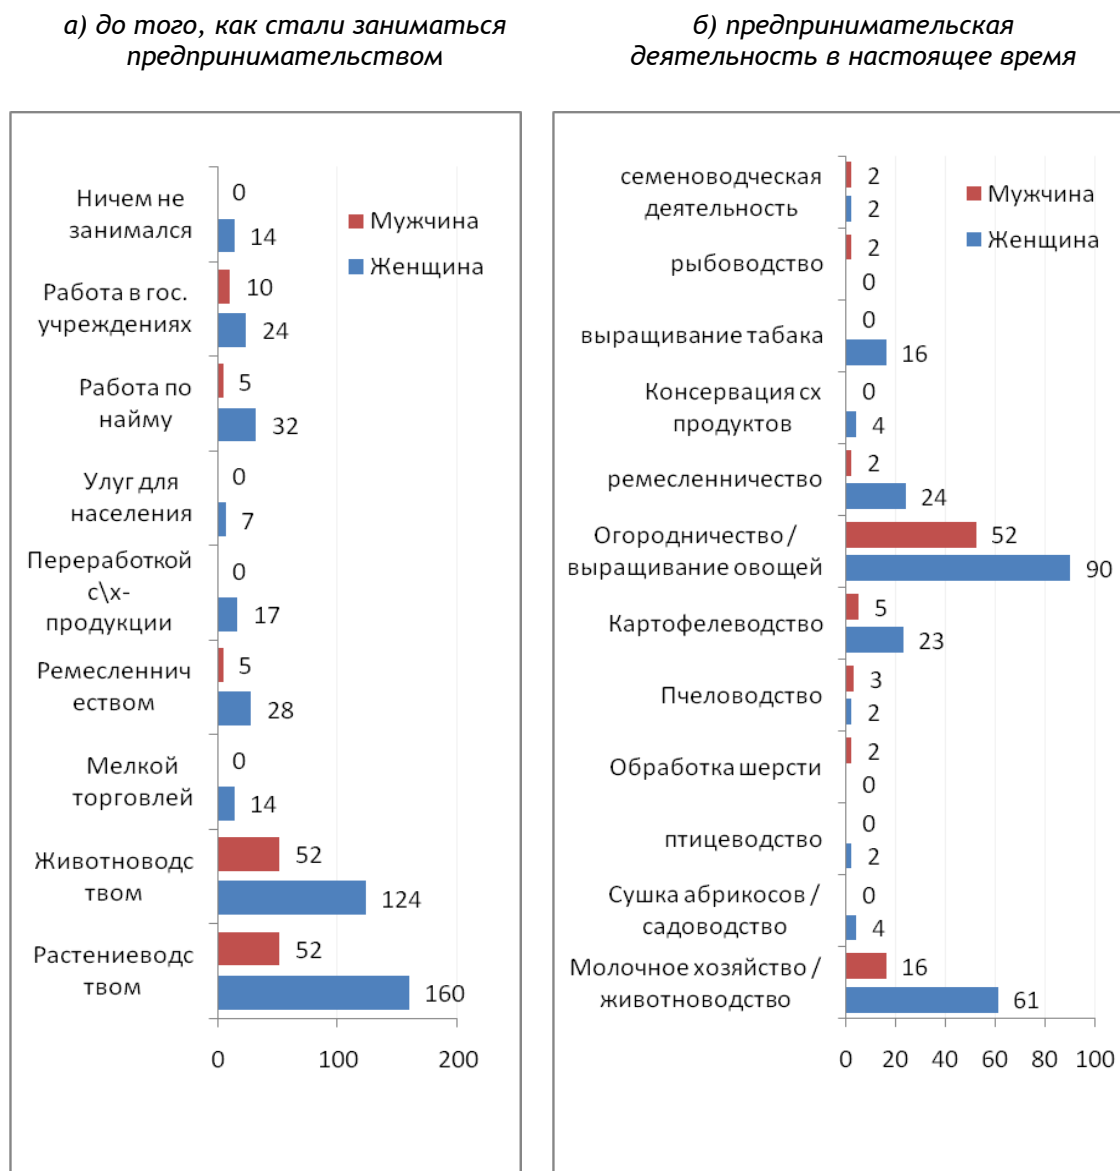 а) до того, как стали заниматься
предпринимательством
б) предпринимательская
деятельность в настоящее время
Ничем не
занимался
0
14
Мужчина
Женщина
Работа в гос.
учреждениях
10
24
Работа по
найму
5
32
Улуг для
населения
0
7
Переработкой
с\х-
продукции
0
17
Ремесленнич
еством
5
28
Мелкой
торговлей
0
14
Животноводс
твом
52
124
Растениеводс
твом
52
160
0 100 200
семеноводческая
деятельность
2
2
Мужчина
Женщина
рыбоводство
2
0
выращивание табака
0
16
Консервация сх
продуктов
0
4
ремесленничество
2
24
Огородничество /
выращивание овощей
52
90
Картофелеводство
5
23
Пчеловодство
3
2
Обработка шерсти
2
0
птицеводство
0
2
Сушка абрикосов /
садоводство
0
4
Молочное хозяйство /
животноводство
16
61
0 20 40 60 80 100